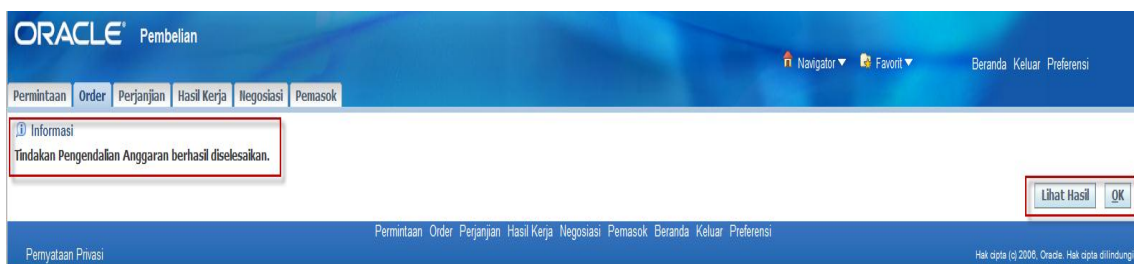 ORACLE® Pembelian
Navigator Favorit Beranda Keluar Preferensi
Permintaan Order Perjanjian Hasil Kerja Negosiasi Pemasok
Informasi
Tindakan Pengendalian Anggaran berhasil diselesaikan.
Lihat Hasil OK
Permintaan Order Perjanjian Hasil Kerja Negosiasi Pemasok Beranda Keluar Preferensi
Pernyataan Privasi Hak cipta (c) 2006, Oracle. Hak cipta dilindungi